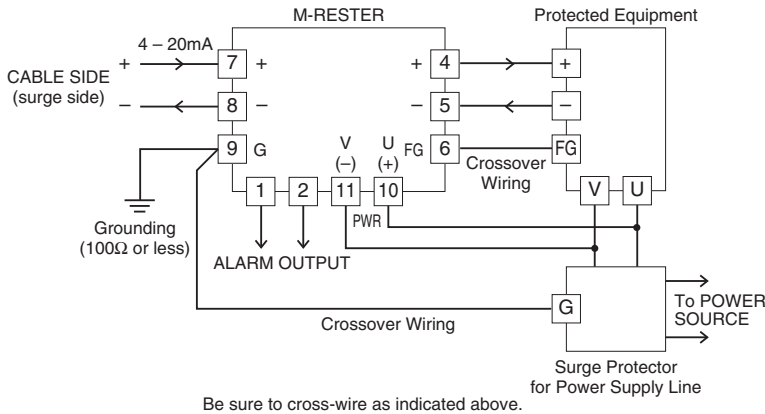 M-RESTER
Protected Equipment
4 – 20mA
CABLE SIDE
(surge side)
+ 7 +
+ 4 +
– 8 –
– 5 –
9 G
V
(–)
U
(+)
FG 6
FG
Crossover
Wiring
1 2 11 10
V U
PWR
Grounding
(100Ω or less)
ALARM OUTPUT
G
To POWER
SOURCE
Crossover Wiring
Surge Protector
for Power Supply Line
Be sure to cross-wire as indicated above.